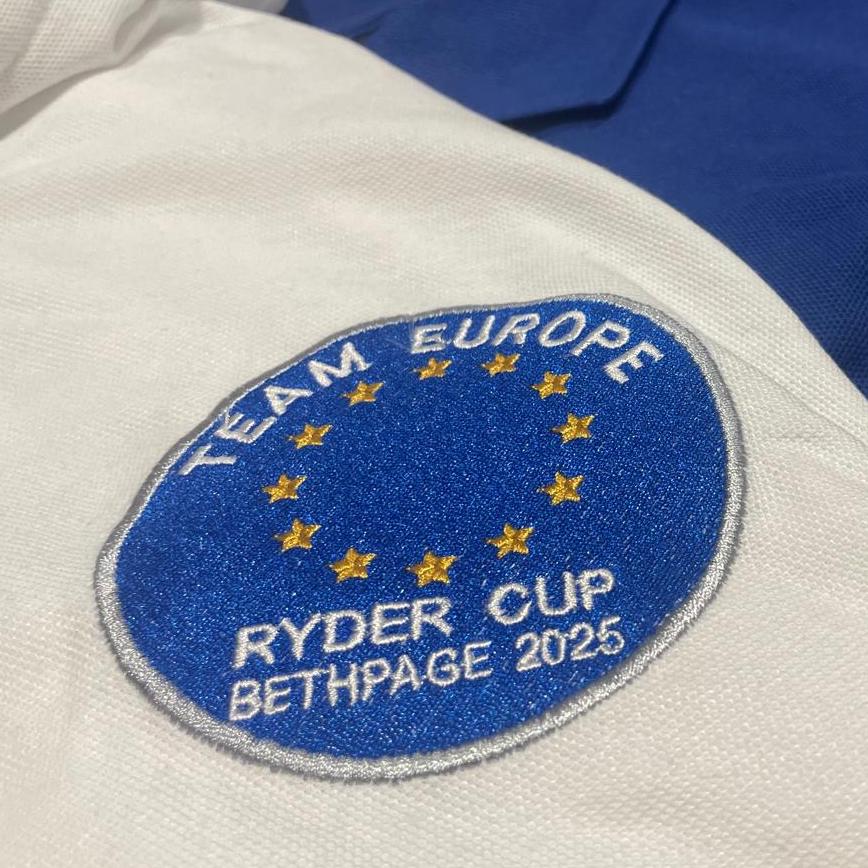 TEAM EUROPE
RYDER CUP
BETHPAGE 2025